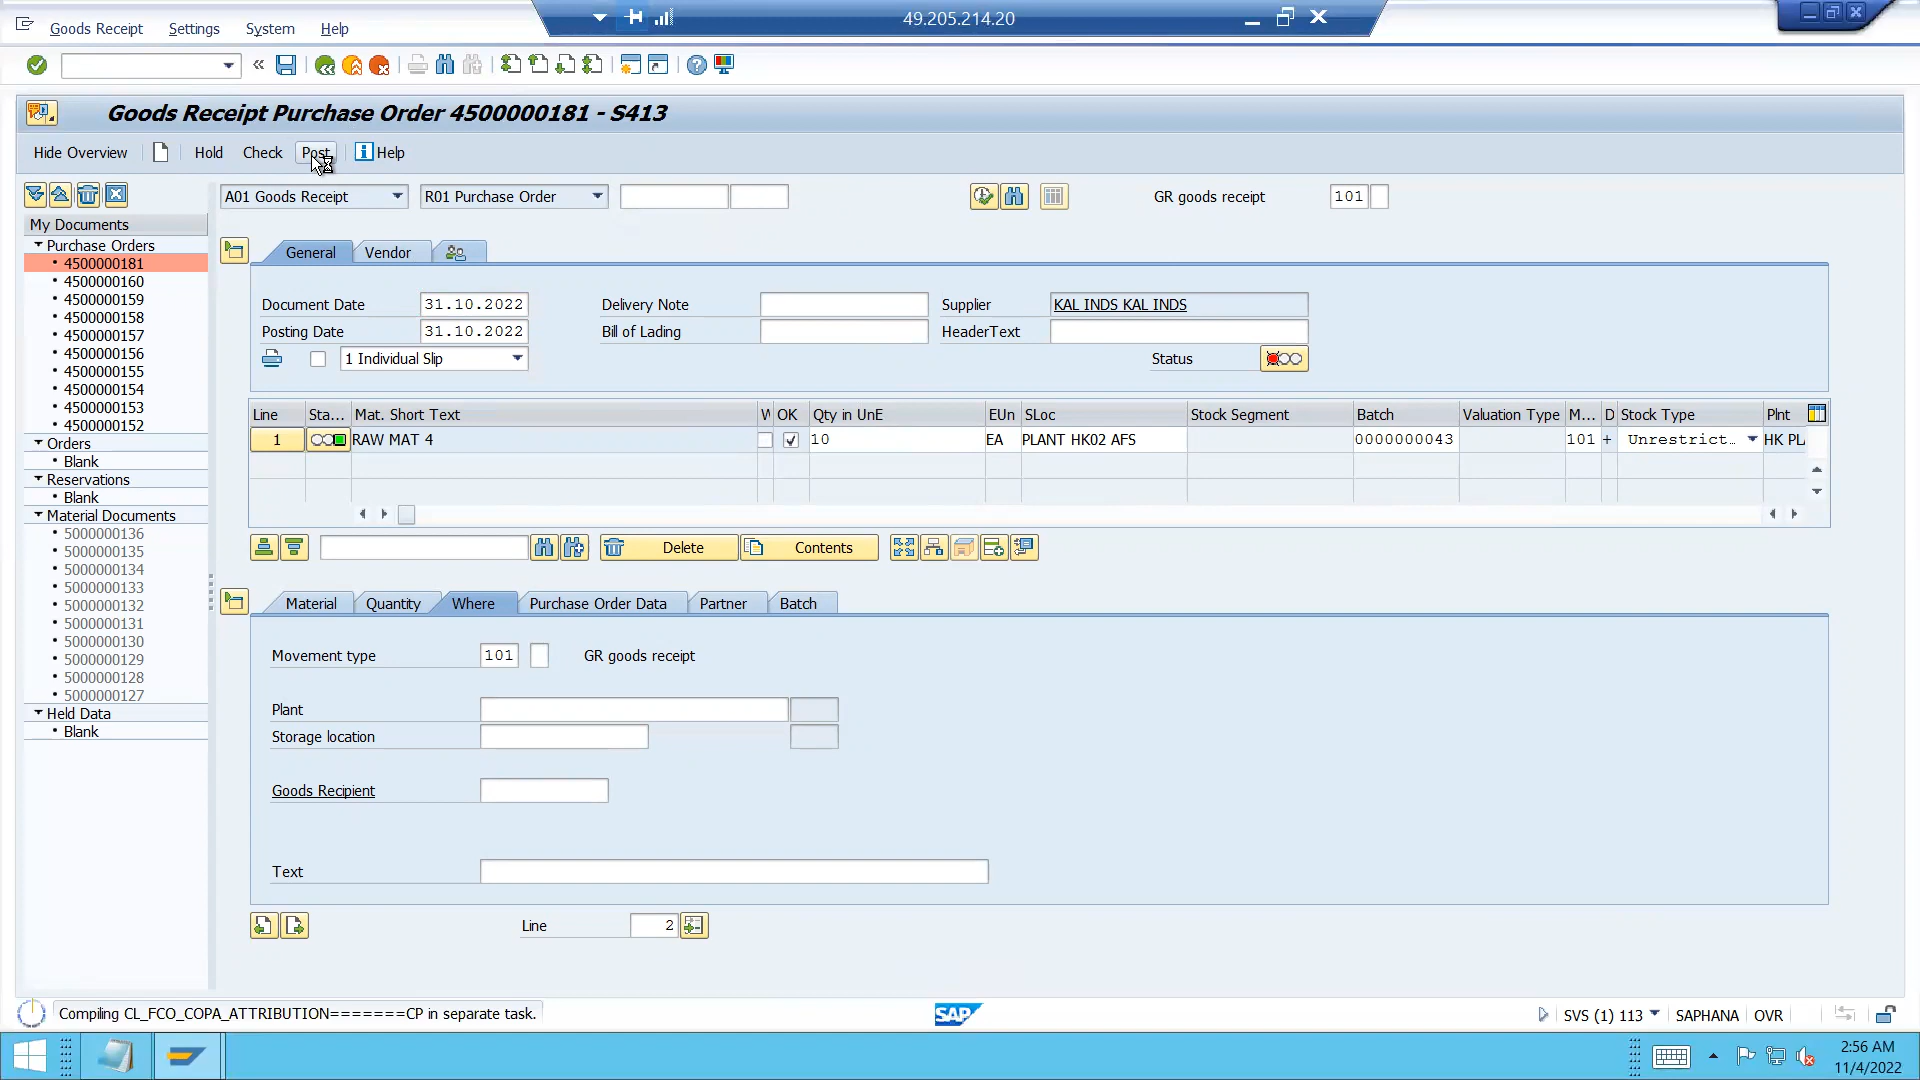 49.205.214.20
Goods Receipt Settings System Help
Goods Receipt Purchase Order 4500000181 - S413
Hide Overview Hold Check Post Help
A01 Goods Receipt R01 Purchase Order GR goods receipt 101
My Documents
Purchase Orders
4500000181
4500000160
4500000159
4500000158
4500000157
4500000156
4500000155
4500000154
4500000153
4500000152
Orders
Blank
Reservations
Blank
Material Documents
5000000136
5000000135
5000000134
5000000133
5000000132
5000000131
5000000130
5000000129
5000000128
5000000127
Held Data
Blank
General Vendor
Document Date 31.10.2022 Delivery Note Supplier KAL INDS KAL INDS
Posting Date 31.10.2022 Bill of Lading HeaderText
1 Individual Slip Status
Line Sta... Mat. Short Text W OK Qty in UnE EUn SLoc Stock Segment Batch Valuation Type M... D Stock Type Plnt
1 RAW MAT 4 10 EA PLANT HK02 AFS 0000000043 101 + Unrestrict... HK PL
Delete Contents
Material Quantity Where Purchase Order Data Partner Batch
Movement type 101 GR goods receipt
Plant
Storage location
Goods Recipient
Text
Line 2
Compiling CL_FCO_COPA_ATTRIBUTION=======CP in separate task.
SAP
SVS (1) 113 SAPHANA OVR
2:56 AM
11/4/2022